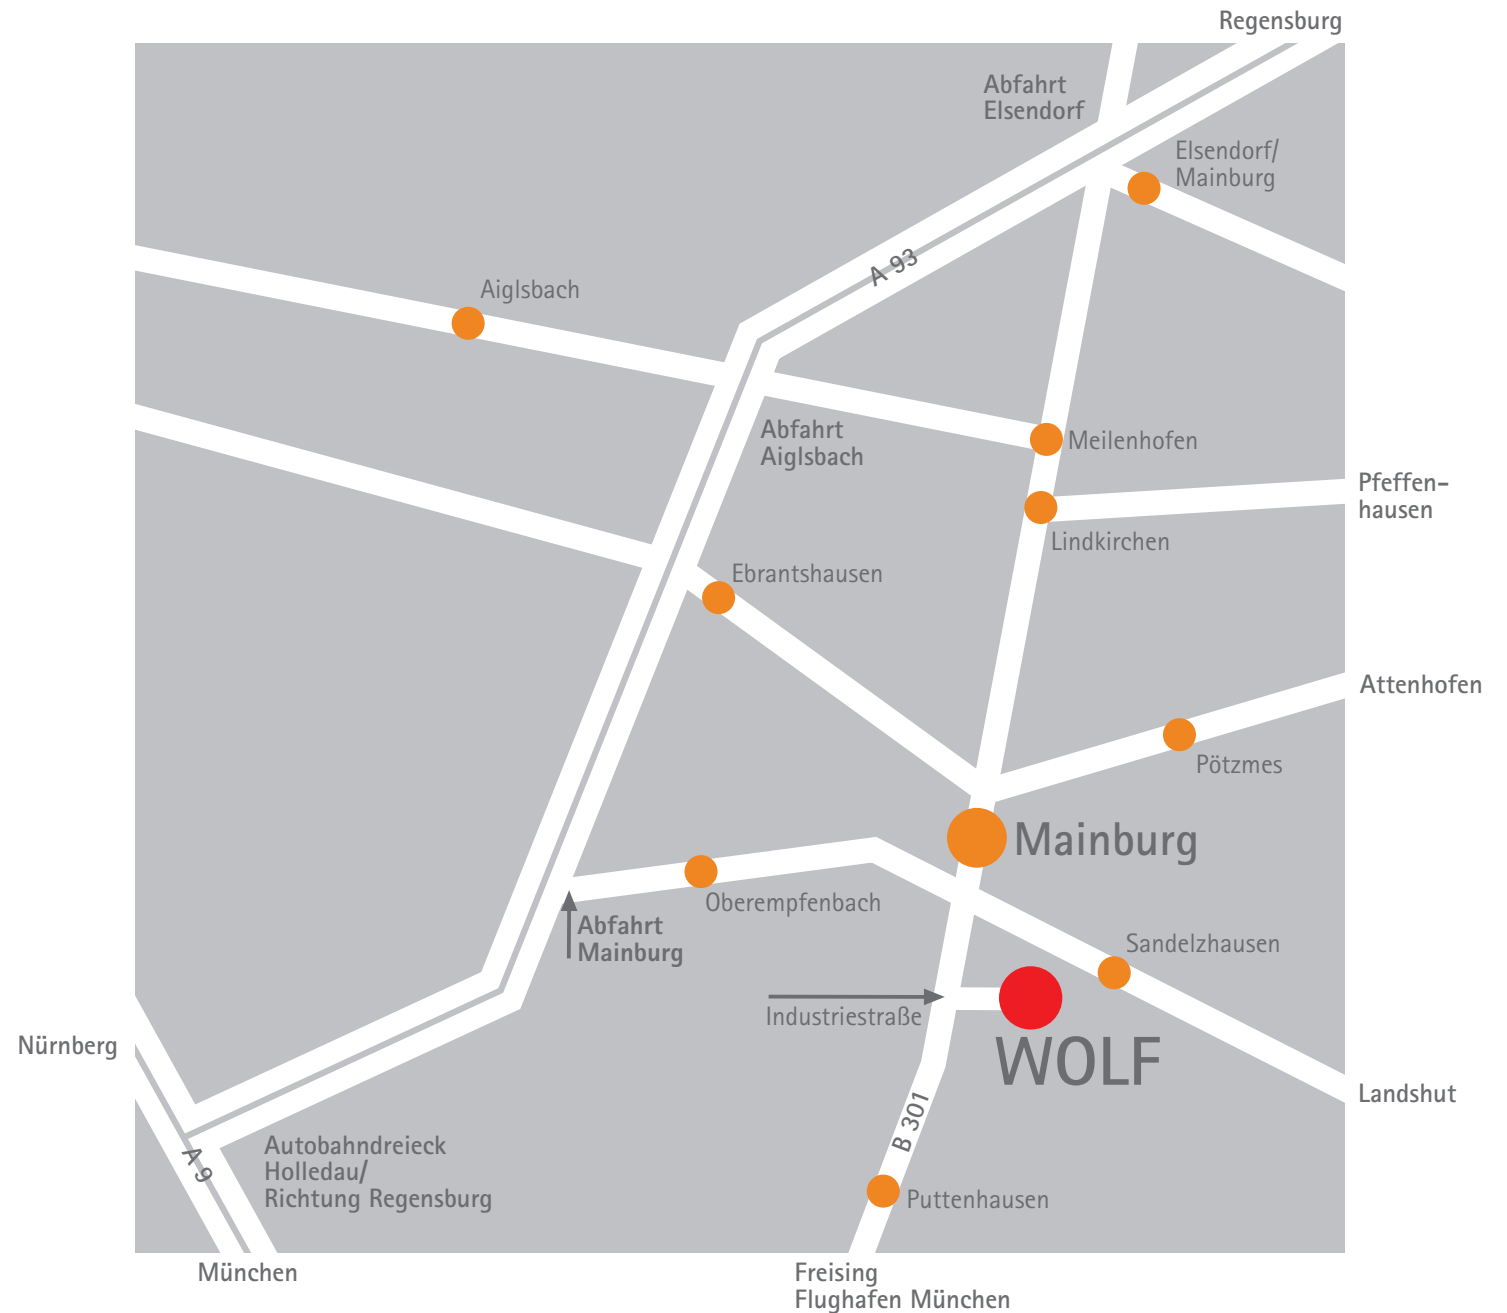 Regensburg
Abfahrt
Elsendorf
Elsendorf/
Mainburg
A 93
Aiglsbach
Abfahrt
Aiglsbach
Meilenhofen
Pfeffen-
hausen
Lindkirchen
Ebrantshausen
Attenhofen
Pötzmes
Mainburg
Oberempfenbach
Abfahrt
Mainburg
Sandelzhausen
Industriestraße
WOLF
Nürnberg
Landshut
B 301
A 9
Autobahndreieck
Holledau/
Richtung Regensburg
Puttenhausen
München
Freising
Flughafen München